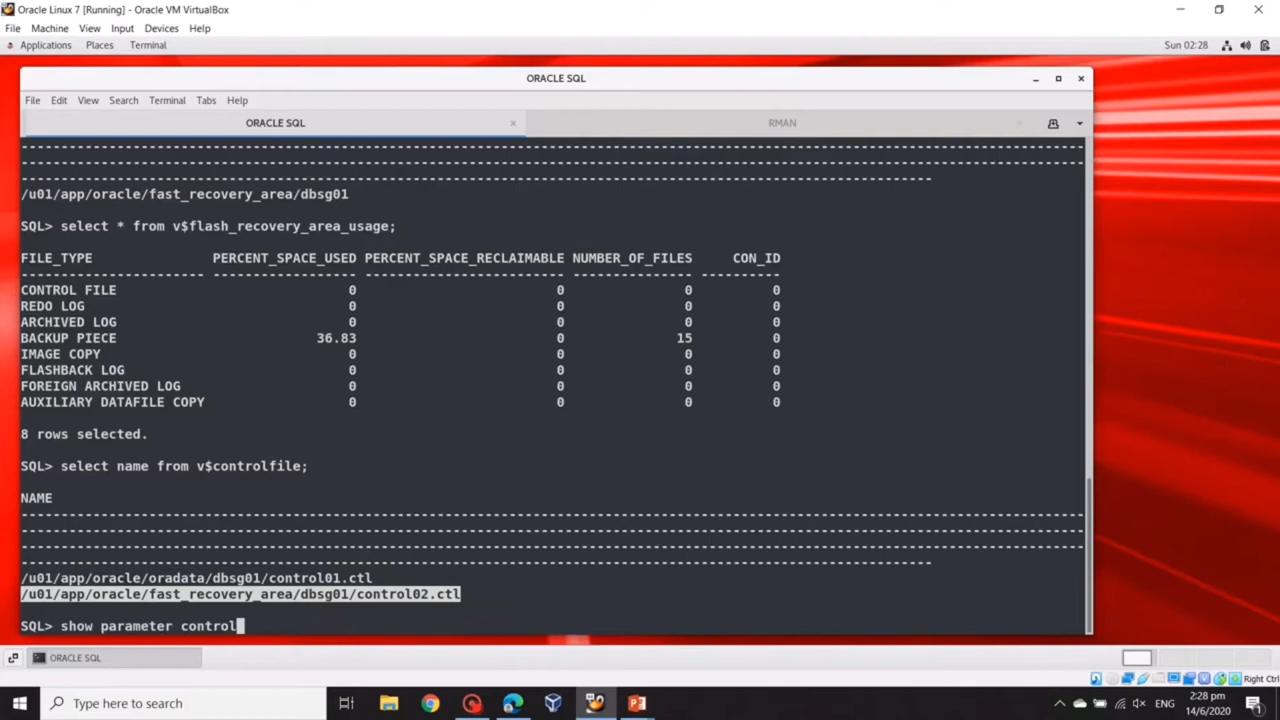 Oracle Linux 7 [Running] - Oracle VM VirtualBox
File Machine View Input Devices Help
Applications Places Terminal Sun 02:28
ORACLE SQL
File Edit View Search Terminal Tabs Help
ORACLE SQL RMAN
/u01/app/oracle/fast_recovery_area/dbsg01
SQL> select * from v$flash_recovery_area_usage;
FILE_TYPE PERCENT_SPACE_USED PERCENT_SPACE_RECLAIMABLE NUMBER_OF_FILES CON_ID
CONTROL FILE 0 0 0 0
REDO LOG 0 0 0 0
ARCHIVED LOG 0 0 0 0
BACKUP PIECE 36.83 0 15 0
IMAGE COPY 0 0 0 0
FLASHBACK LOG 0 0 0 0
FOREIGN ARCHIVED LOG 0 0 0 0
AUXILIARY DATAFILE COPY 0 0 0 0
8 rows selected.
SQL> select name from v$controlfile;
NAME
/u01/app/oracle/oradata/dbsg01/control01.ctl
/u01/app/oracle/fast_recovery_area/dbsg01/control02.ctl
SQL> show parameter control
ORACLE SQL
Right Ctrl
Type here to search
ENG
2:28 pm
14/6/2020
1